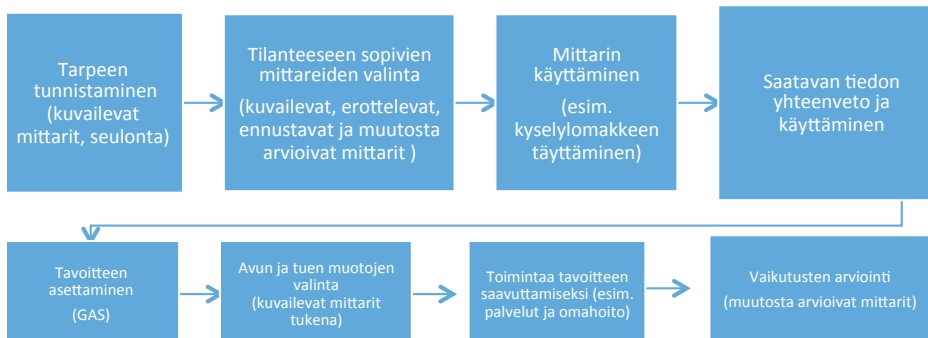 Tarpeen
tunnistaminen
(kuvailevat
mittarit, seulonta)
Tilanteeseen sopivien
mittareiden valinta
(kuvailevat, erottelevat,
ennustavat ja muutosta
arvioivat mittarit )
Mittarin
käyttäminen
(esim.
kyselylomakkeen
täyttäminen)
Saatavan tiedon
yhteenveto ja
käyttäminen
Tavoitteen
asettaminen
(GAS)
Avun ja tuen muotojen
valinta
(kuvailevat mittarit
tukena)
Toimintaa tavoitteen
saavuttamiseksi (esim.
palvelut ja omahoito)
Vaikutusten arviointi
(muutosta arvioivat mittarit)